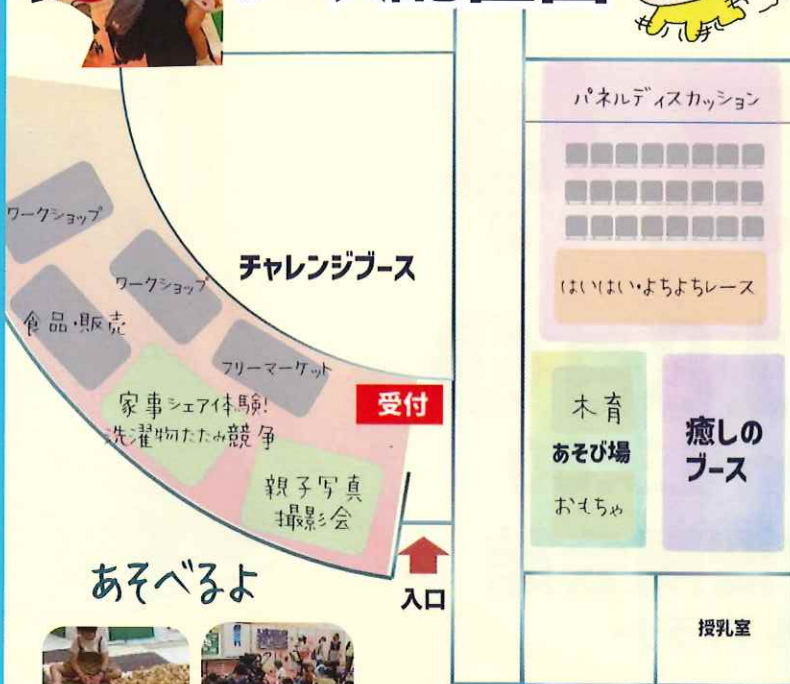 パネルディスカッション
ワークショップ
ワークショップ
チャレンジブース
はいはい・よちよちレース
食品・販売
フリーマーケット
受付
家事シェア体験!
洗濯物たたみ競争
親子写真
撮影会
木育
あそび場
おもちゃ
癒しの
ブース
あそべるよ
入口
授乳室